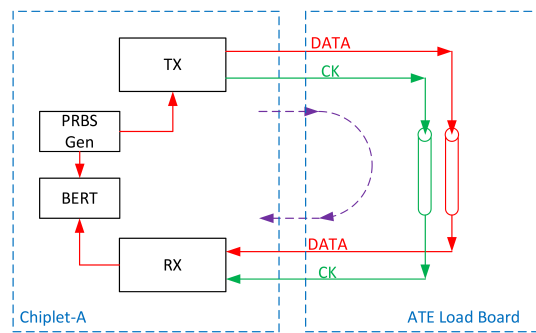 DATA
TX
CK
PRBS
Gen
BERT
DATA
RX
CK
Chiplet-A
ATE Load Board